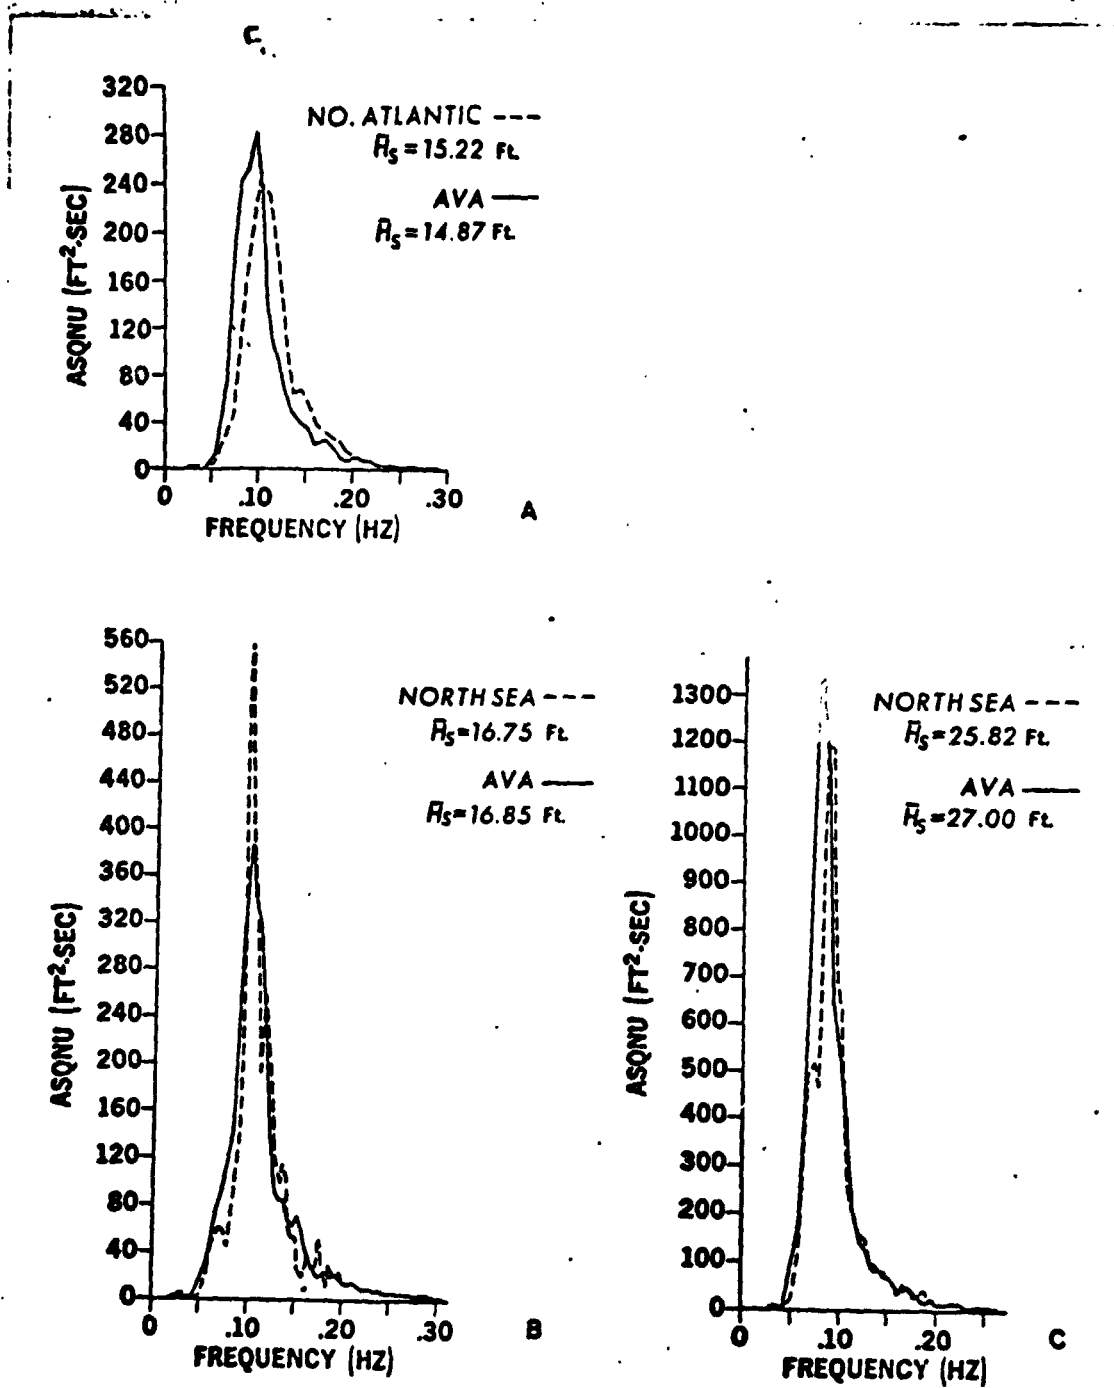 320
280
240
200
160
120
80
40
0
ASQNU (FT²-SEC)
NO. ATLANTIC ---
H̄s=15.22 Ft.
AVA —
H̄s=14.87 Ft.
0 .10 .20 .30
FREQUENCY (HZ)
A
560
520
480
440
400
360
320
280
240
200
160
120
80
40
0
ASQNU (FT²-SEC)
NORTH SEA ---
H̄s=16.75 Ft.
AVA —
H̄s=16.85 Ft.
0 .10 .20 .30
FREQUENCY (HZ)
B
1300
1200
1100
1000
900
800
700
600
500
400
300
200
100
0
ASQNU (FT²-SEC)
NORTH SEA ---
H̄s=25.82 Ft.
AVA —
H̄s=27.00 Ft.
0 .10 .20
FREQUENCY (HZ)
C